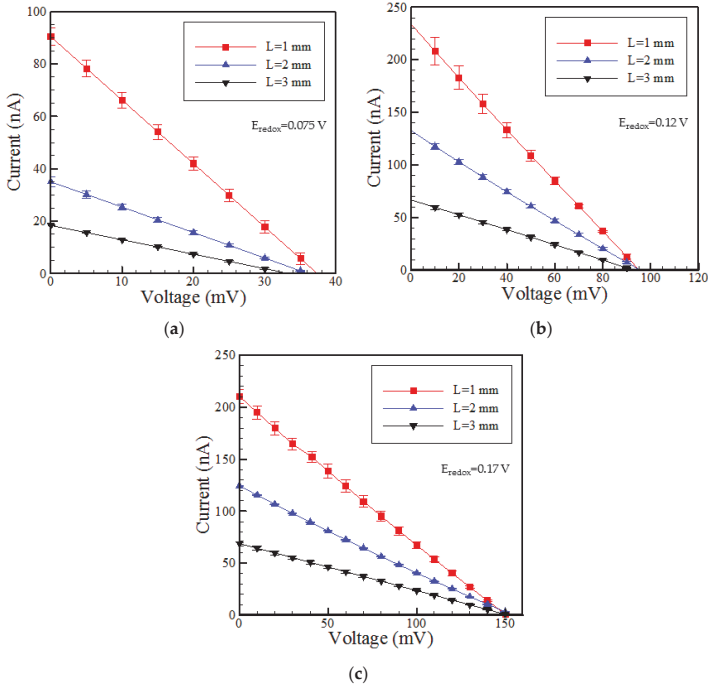 100
80
60
40
20
0
Current (nA)
L=1 mm
L=2 mm
L=3 mm
E_redox=0.075 V
0
10
20
30
40
Voltage (mV)
(a)
250
200
150
100
50
0
Current (nA)
L=1 mm
L=2 mm
L=3 mm
E_redox=0.12 V
0
20
40
60
80
100
120
Voltage (mV)
(b)
250
200
150
100
50
0
Current (nA)
L=1 mm
L=2 mm
L=3 mm
E_redox=0.17 V
0
50
100
150
Voltage (mV)
(c)